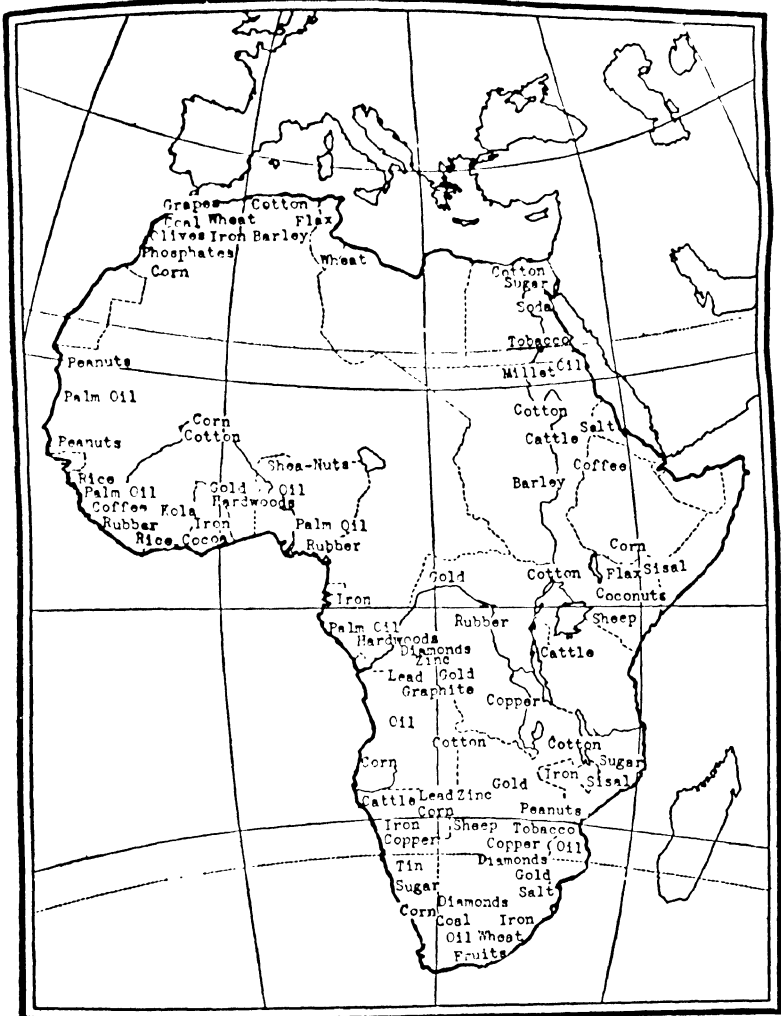 Grapes Cotton
Coal Wheat Flax
Olives Iron Barley
Phosphates
Wheat
Corn
Cotton
Sugar
Soda
Tobacco
Peanuts
Millet Oil
Palm Oil
Cotton
Corn
Salt
Cotton
Cattle
Peanuts
Shea-Nuts
Coffee
Rice
Barley
Palm Oil
Gold
Oil
Coffee
Kola
Hardwoods
Rubber
Iron
Palm Oil
Rice Cocoa
Rubber
Corn
Gold
Cotton
Flax
Sisal
Coconuts
Iron
Rubber
Sheep
Palm Oil
Hardwoods
Diamonds
Cattle
Zinc
Lead Gold
Graphite
Copper
Oil
Cotton
Cotton
Corn
Sugar
Iron
Sisal
Gold
Cattle Lead Zinc
Corn
Peanuts
Iron
Sheep Tobacco
Copper
Copper Oil
Diamonds
Tin
Gold
Sugar
Salt
Diamonds
Corn
Coal Iron
Oil Wheat
Fruits